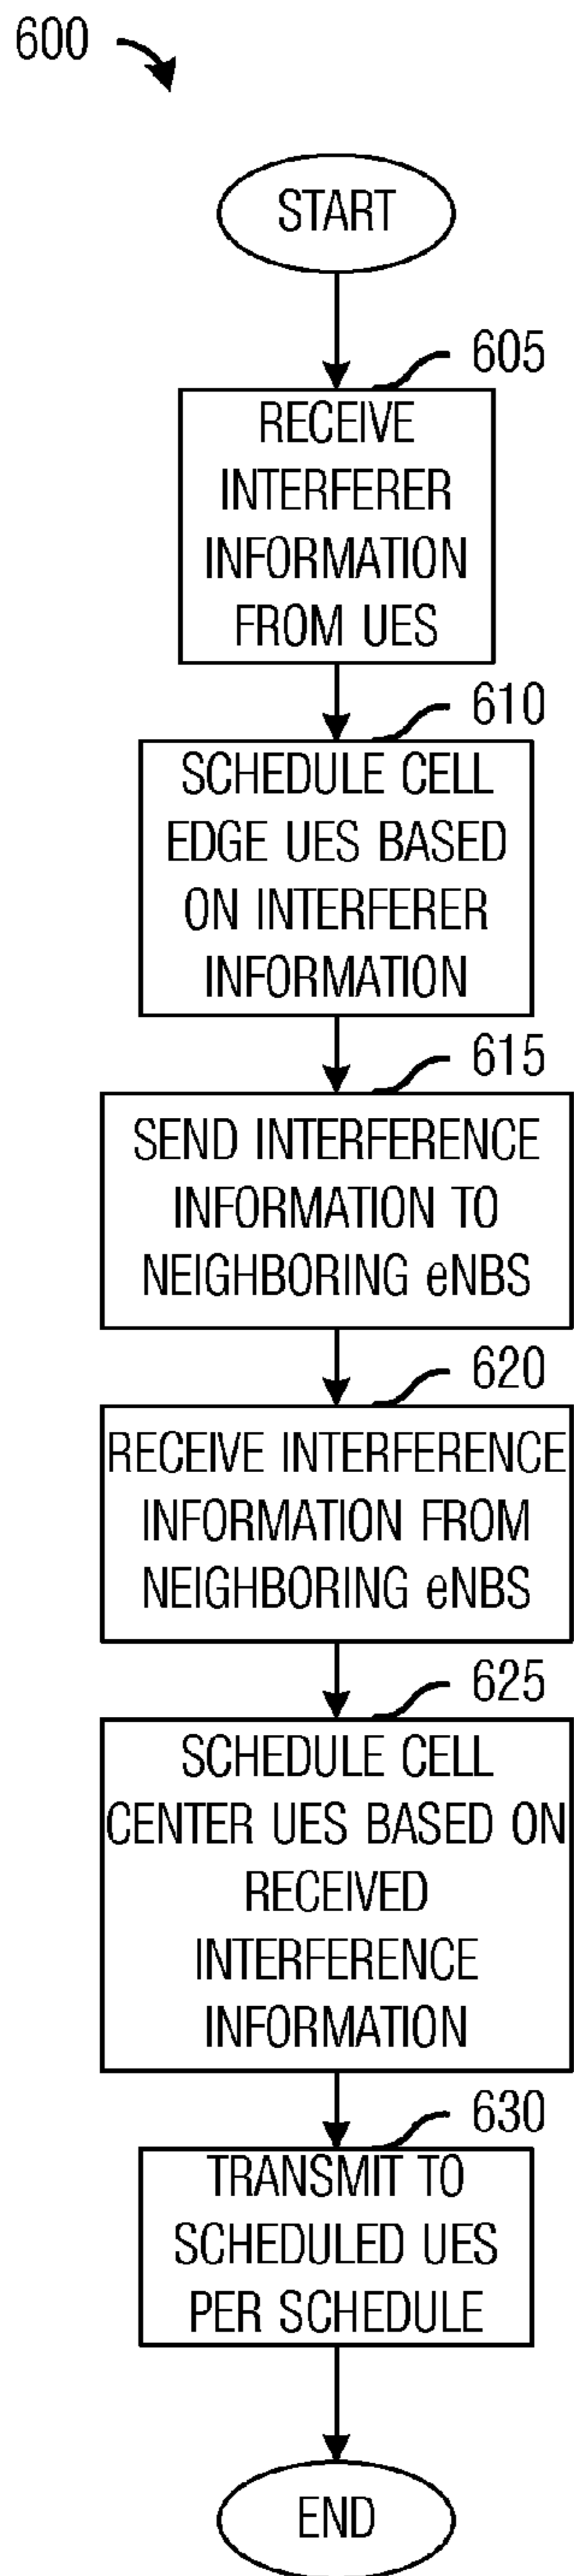 600
START
605
RECEIVE
INTERFERER
INFORMATION
FROM UES
610
SCHEDULE CELL
EDGE UES BASED
ON INTERFERER
INFORMATION
615
SEND INTERFERENCE
INFORMATION TO
NEIGHBORING eNBS
620
RECEIVE INTERFERENCE
INFORMATION FROM
NEIGHBORING eNBS
625
SCHEDULE CELL
CENTER UES BASED ON
RECEIVED
INTERFERENCE
INFORMATION
630
TRANSMIT TO
SCHEDULED UES
PER SCHEDULE
END